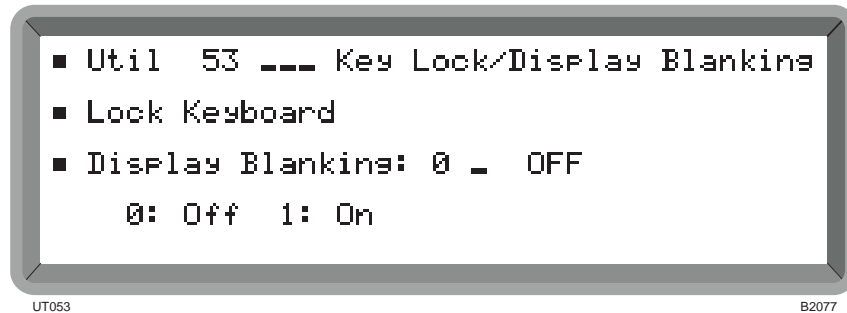 ▪ Util 53 ___ Key Lock/Display Blanking
▪ Lock Keyboard
▪ Display Blanking: 0 _ OFF
0: Off 1: On
UT053 B2077